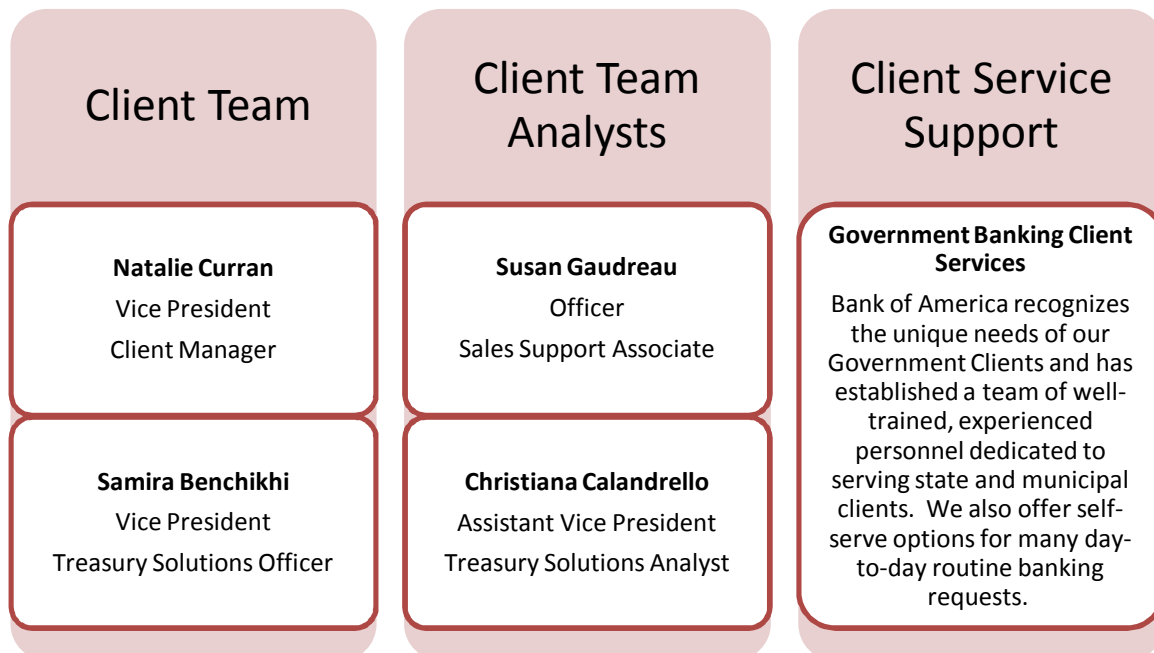 Client Team
Natalie Curran
Vice President
Client Manager
Samira Benchikhi
Vice President
Treasury Solutions Officer
Client Team
Analysts
Susan Gaudreau
Officer
Sales Support Associate
Christiana Calandrello
Assistant Vice President
Treasury Solutions Analyst
Client Service
Support
Government Banking Client
Services
Bank of America recognizes
the unique needs of our
Government Clients and has
established a team of well-
trained, experienced
personnel dedicated to
serving state and municipal
clients.  We also offer self-
serve options for many day-
to-day routine banking
requests.